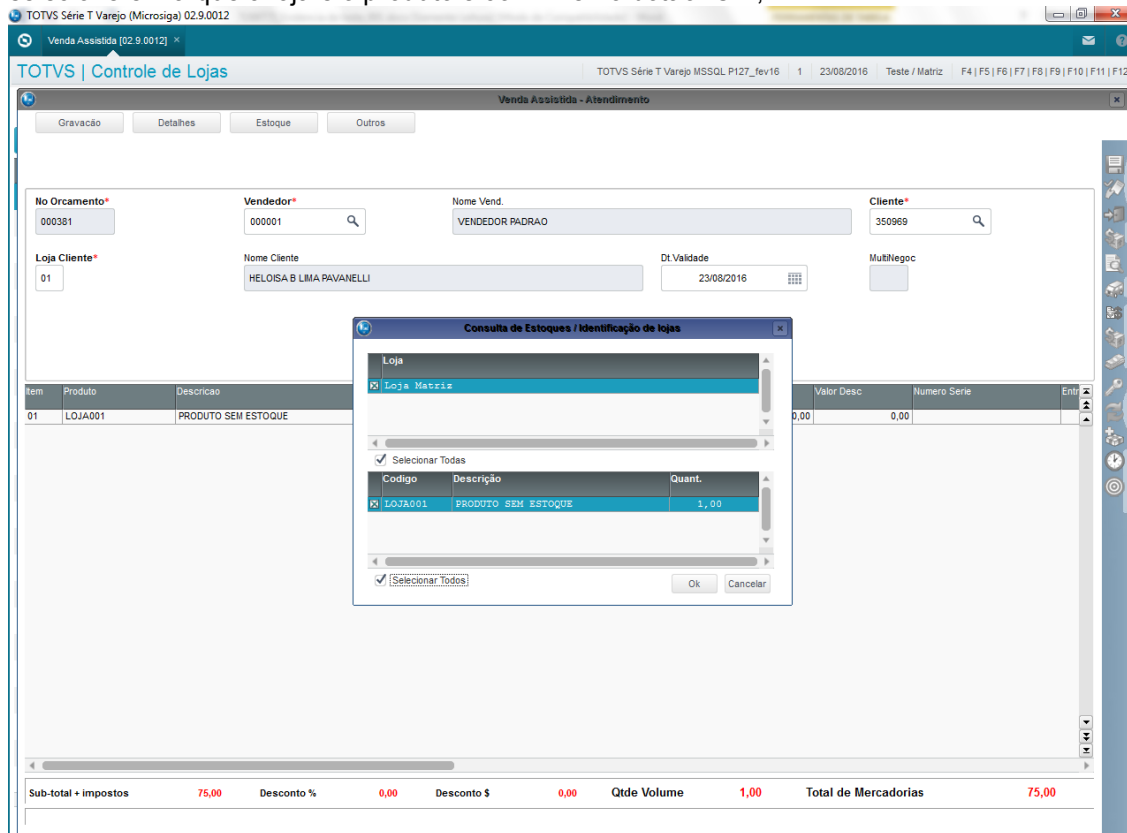 TOTVS Série T Varejo (Microsiga) 02.9.0012
Venda Assistida [02.9.0012] ×
TOTVS | Controle de Lojas
TOTVS Série T Varejo MSSQL P127_fev16 1 23/08/2016 Teste / Matriz F4 | F5 | F6 | F7 | F8 | F9 | F10 | F11 | F12
Venda Assistida - Atendimento
Gravacão Detalhes Estoque Outros
No Orcamento* Vendedor* Nome Vend. Cliente*
000381 000001 VENDEDOR PADRAO 350969
Loja Cliente* Nome Cliente Dt.Validade MultiNegoc
01 HELOISA B LIMA PAVANELLI 23/08/2016
Consulta de Estoques / Identificação de lojas
Loja
Loja Matriz
Item Produto Descricao Valor Desc Numero Serie Entr
01 LOJA001 PRODUTO SEM ESTOQUE 0,00 0,00
Selecionar Todas
Codigo Descrição Quant.
LOJA001 PRODUTO SEM ESTOQUE 1,00
Selecionar Todos Ok Cancelar
Sub-total + impostos 75,00 Desconto % 0,00 Desconto $ 0,00 Qtde Volume 1,00 Total de Mercadorias 75,00